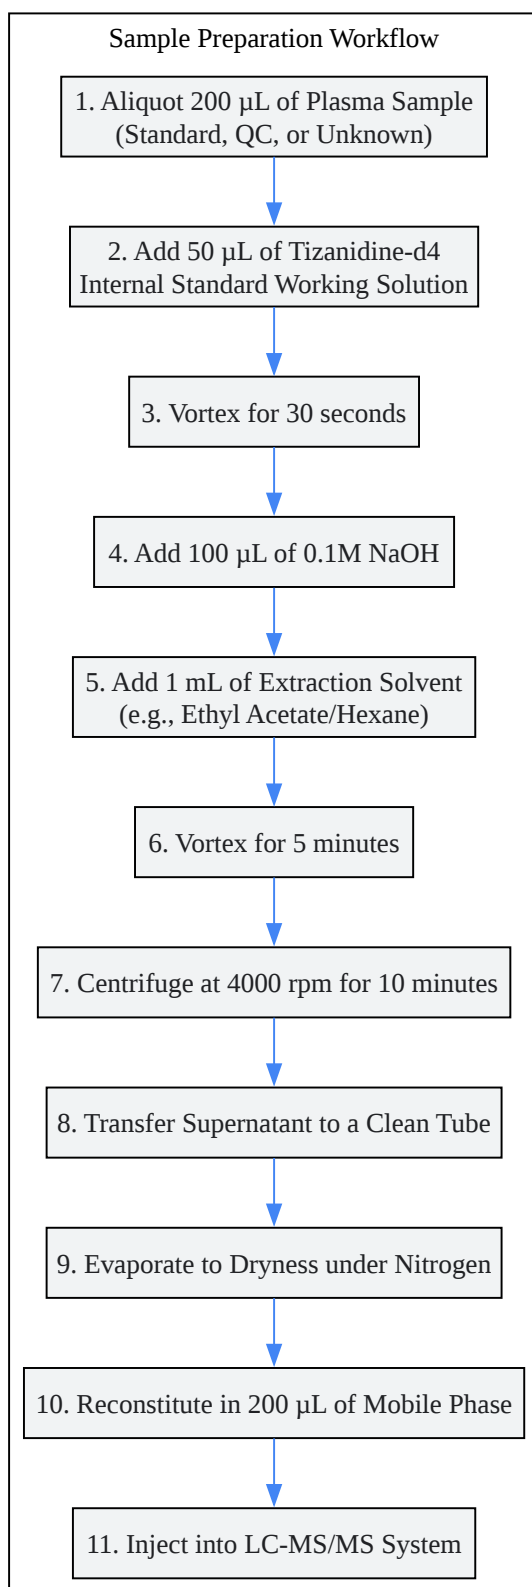 Sample Preparation Workflow
1. Aliquot 200 µL of Plasma Sample
(Standard, QC, or Unknown)
2. Add 50 µL of Tizanidine-d4
Internal Standard Working Solution
3. Vortex for 30 seconds
4. Add 100 µL of 0.1M NaOH
5. Add 1 mL of Extraction Solvent
(e.g., Ethyl Acetate/Hexane)
6. Vortex for 5 minutes
7. Centrifuge at 4000 rpm for 10 minutes
8. Transfer Supernatant to a Clean Tube
9. Evaporate to Dryness under Nitrogen
10. Reconstitute in 200 µL of Mobile Phase
11. Inject into LC-MS/MS System